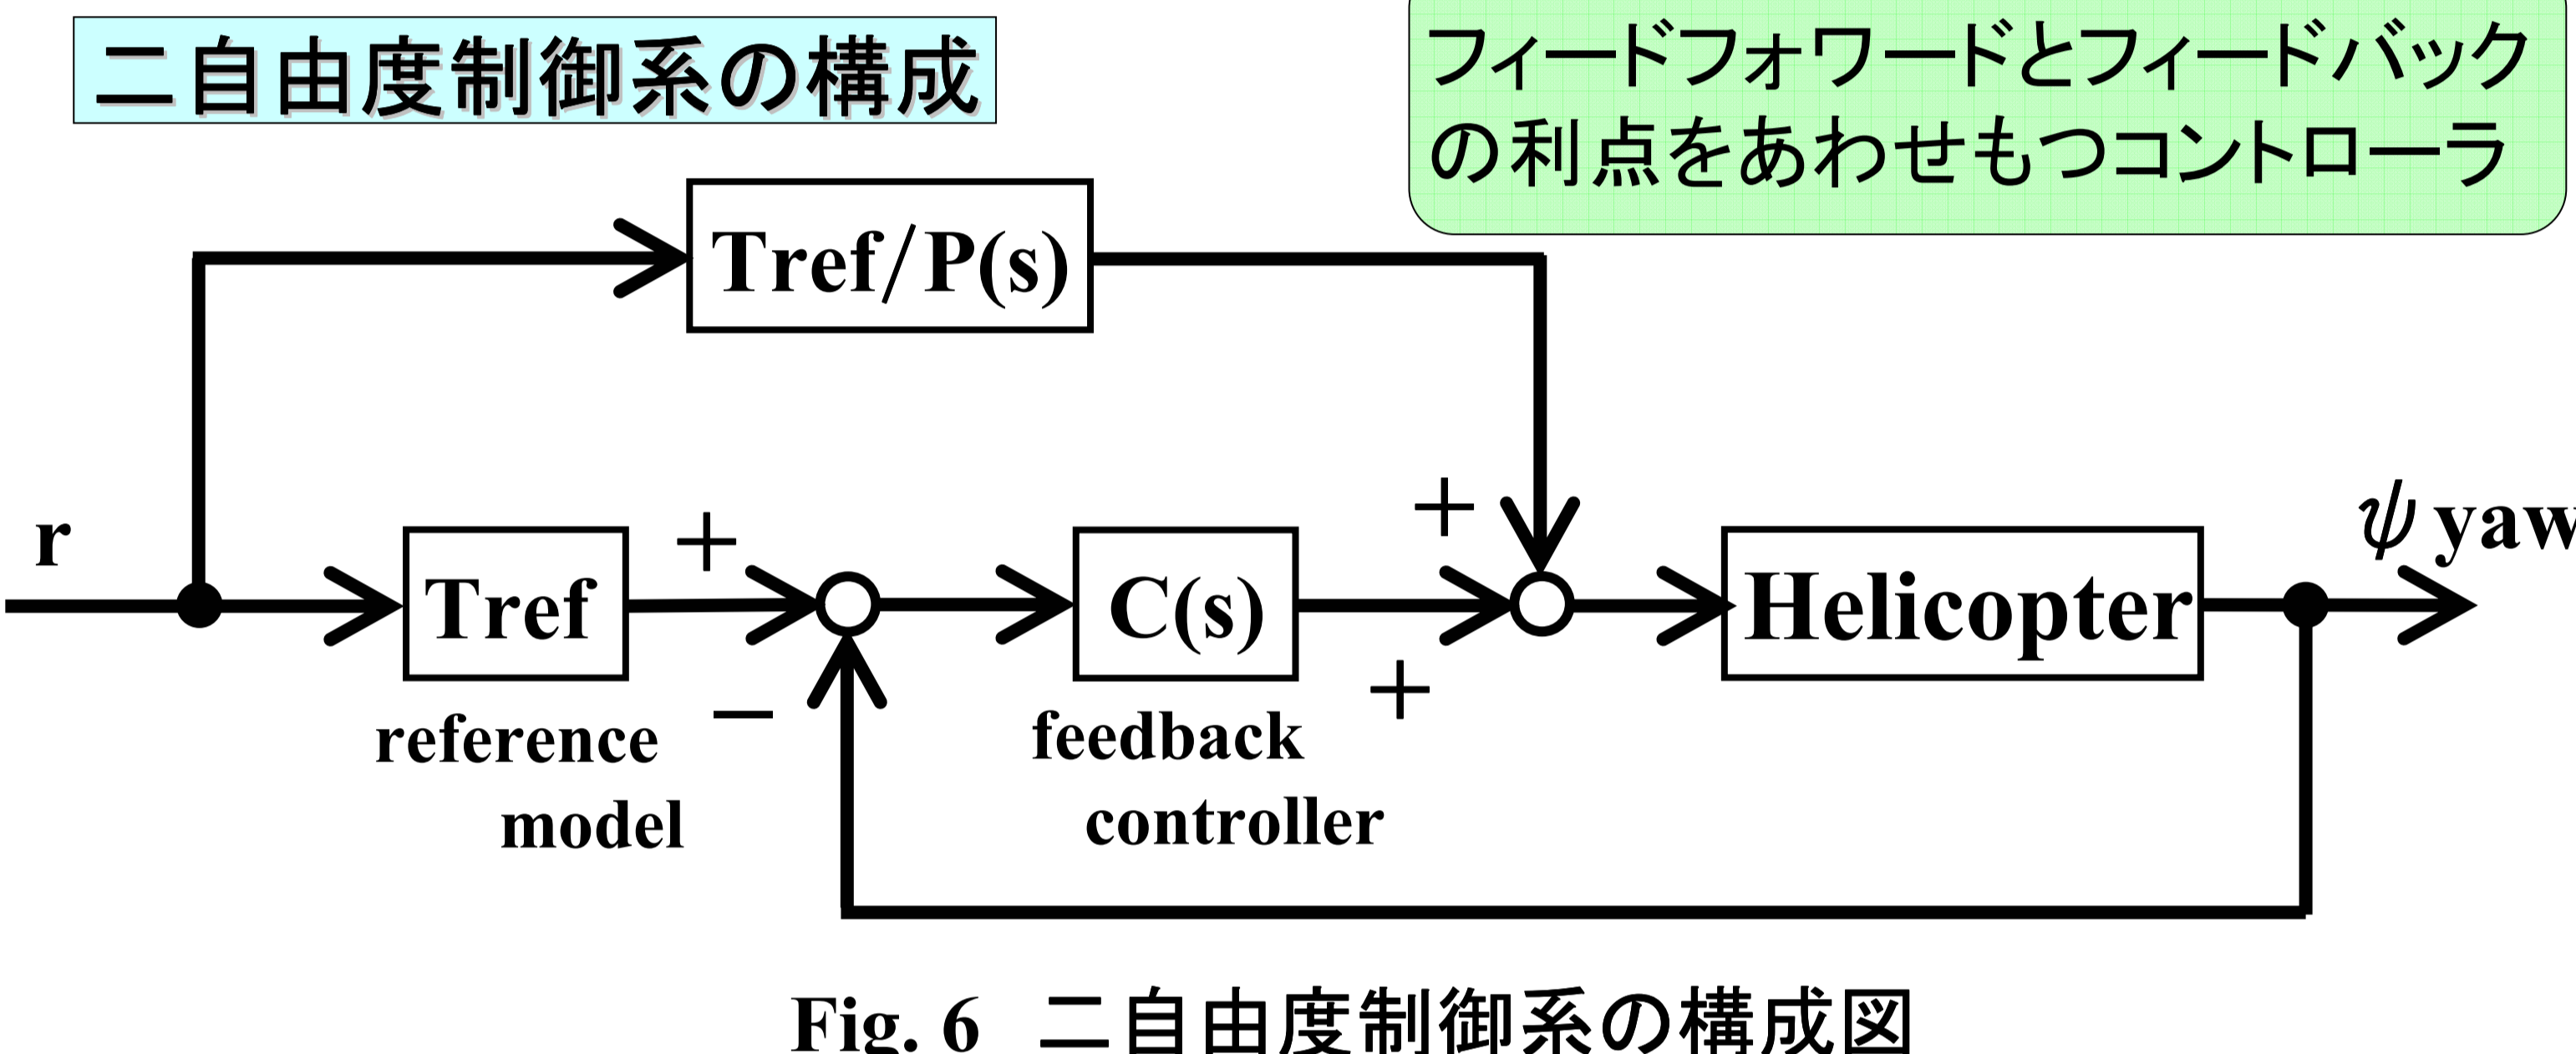 二自由度制御系の構成
フィードフォワードとフィードバック
の利点をあわせもつコントローラ
Tref/P(s)
r
Tref
+
−
reference
model
C(s)
feedback
controller
+
+
Helicopter
ψyaw
Fig. 6 二自由度制御系の構成図